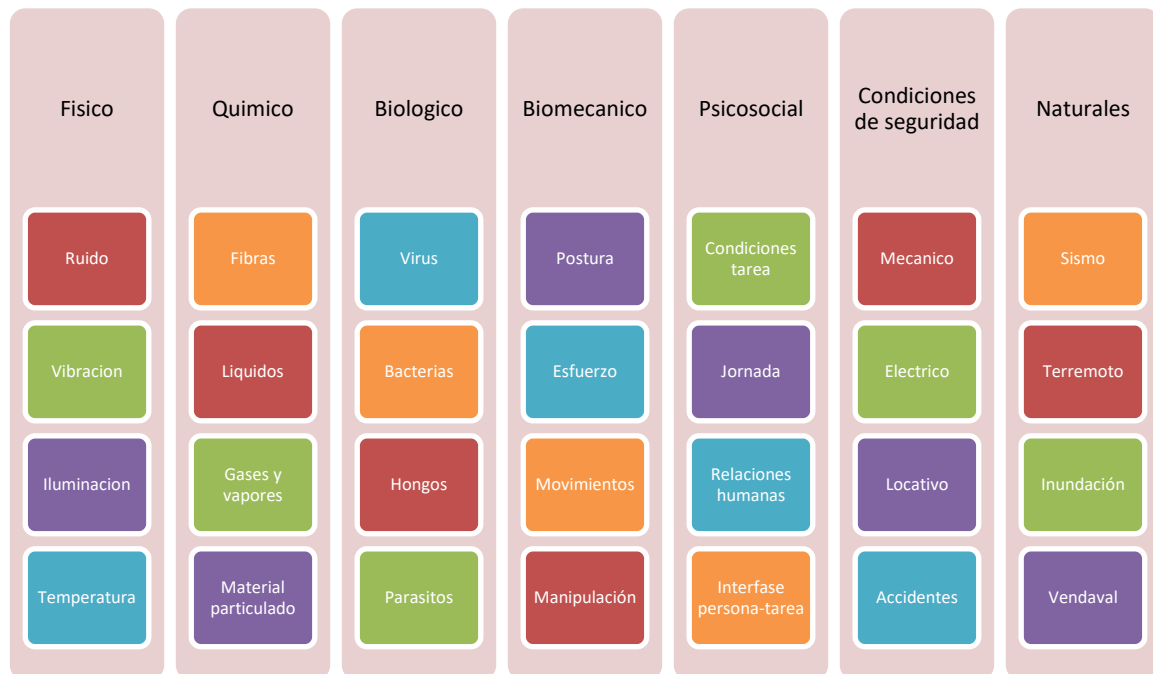 Fisico
Quimico
Biologico
Biomecanico
Psicosocial
Condiciones
de seguridad
Naturales
Ruido
Fibras
Virus
Postura
Condiciones
tarea
Mecanico
Sismo
Vibracion
Liquidos
Bacterias
Esfuerzo
Jornada
Electrico
Terremoto
Iluminacion
Gases y
vapores
Hongos
Movimientos
Relaciones
humanas
Locativo
Inundación
Temperatura
Material
particulado
Parasitos
Manipulación
Interfase
persona-tarea
Accidentes
Vendaval